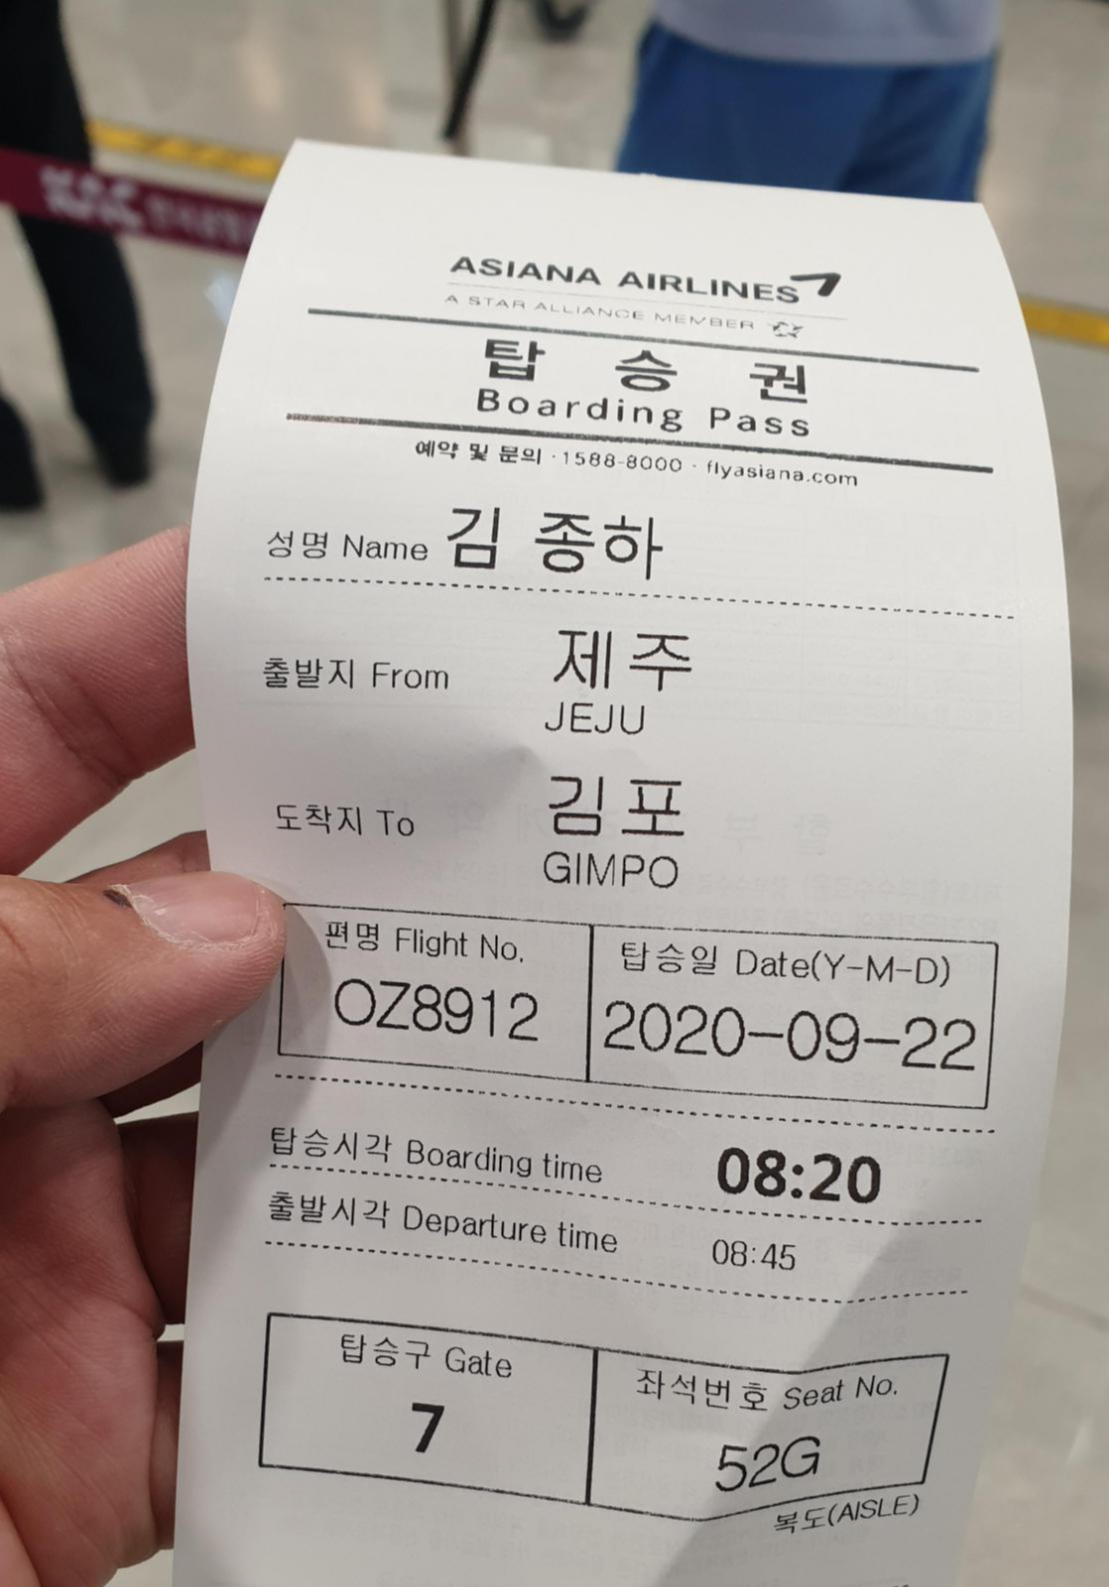 ASIANA AIRLINES
A STAR ALLIANCE MEMBER
탑 승 권
Boarding Pass
예약 및 문의 · 1588-8000 · flyasiana.com
성명 Name 김 종하
출발지 From 제주
JEJU
도착지 To 김포
GIMPO
편명 Flight No. 탑승일 Date(Y-M-D)
OZ8912 2020-09-22
탑승시각 Boarding time 08:20
출발시각 Departure time 08:45
탑승구 Gate 좌석번호 Seat No.
7 52G
복도(AISLE)